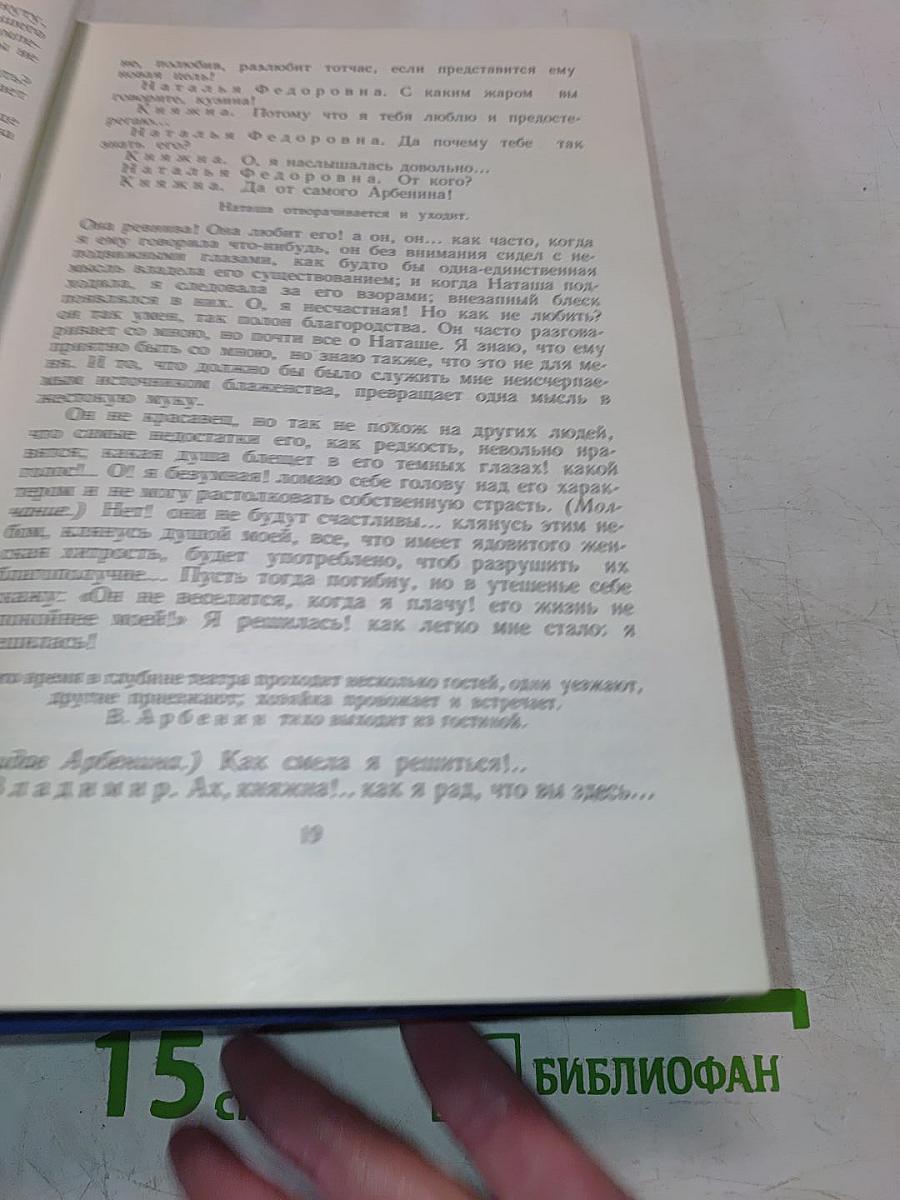 но, полюбив, разлюбит тотчас, если представится ему
новая цель!
Наталья Федоровна. С каким жаром вы
говорите, кузина!
Княжна. Потому что я тебя люблю и предосте-
регаю...
Наталья Федоровна. Да почему тебе так
знать его?
Княжна. О, я наслышалась довольно...
Наталья Федоровна. От кого?
Княжна. Да от самого Арбенина!
Наташа отворачивается и уходит.
Она ревнива! Она любит его! а он, он... как часто, когда
я ему говорила что-нибудь, он без внимания сидел с не-
подвижными глазами, как будто бы одна-единственная
мысль владела его существованием; и когда Наташа под-
ходила, я следовала за его взорами; внезапный блеск
появлялся в них. О, я несчастная! Но как не любить?
он так умен, так полон благородства. Он часто разгова-
ривает со мною, но почти все о Наташе. Я знаю, что ему
приятно быть со мною, но знаю также, что это не для ме-
ня. И то, что должно бы было служить мне неисчерпае-
мым источником блаженства, превращает одна мысль в
жестокую муку.
Он не красавец, но так не похож на других людей,
что самые недостатки его, как редкость, невольно нра-
вятся; какая душа блещет в его темных глазах! какой
голос!.. О! я безумная! ломаю себе голову над его харак-
тером и не могу растолковать собственную страсть. (Мол-
чание.) Нет! они не будут счастливы... клянусь этим не-
бом, клянусь душой моей, все, что имеет ядовитого жен-
ская хитрость, будет употреблено, чтоб разрушить их
благополучие... Пусть тогда погибну, но в утешенье себе
скажу: «Он не веселится, когда я плачу! его жизнь не
спокойнее моей!» Я решилась! как легко мне стало: я
решилась!
время в глубине театра проходит несколько гостей, одни уезжают,
другие приезжают; хозяйка провожает и встречает.
В. Арбенин тихо выходит из гостиной.
Арбенина.) Как смела я решиться!..
Владимир. Ах, княжна!.. как я рад, что вы здесь...
19
15
БИБЛИОФАН